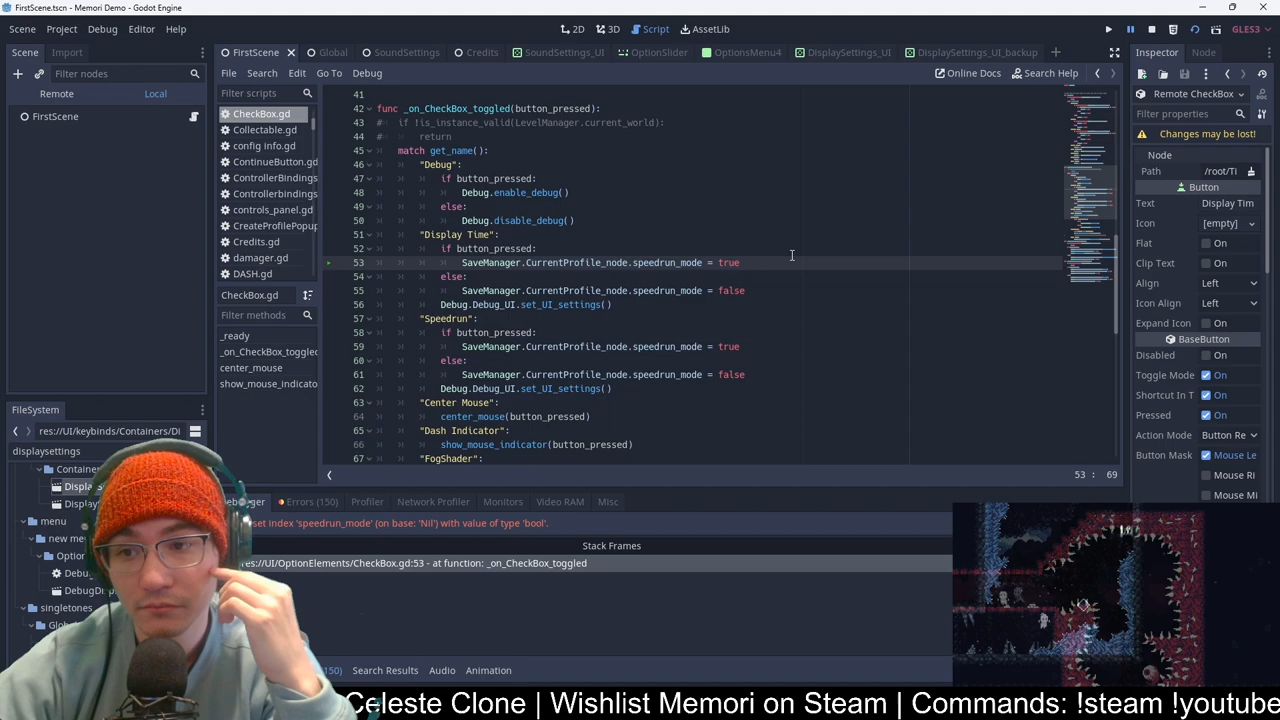 FirstScene.tscn - Memori Demo - Godot Engine
Scene Project Debug Editor Help
2D 3D Script AssetLib
GLES3
Scene Import
Filter nodes
Remote Local
FirstScene
FirstScene Global SoundSettings Credits SoundSettings_UI OptionSlider OptionsMenu4 DisplaySettings_UI DisplaySettings_UI_backup
File Search Edit Go To Debug
Online Docs Search Help
Filter scripts
CheckBox.gd
Collectable.gd
config info.gd
ContinueButton.gd
ControllerBindings
Controllerbindings
controls_panel.gd
CreateProfilePopup
Credits.gd
damager.gd
DASH.gd
CheckBox.gd
Filter methods
_ready
_on_CheckBox_toggled
center_mouse
show_mouse_indicato
41
42 func _on_CheckBox_toggled(button_pressed):
43 if !is_instance_valid(LevelManager.current_world):
44 # return
45 match get_name():
46 "Debug":
47 if button_pressed:
48 Debug.enable_debug()
49 else:
50 Debug.disable_debug()
51 "Display Time":
52 if button_pressed:
53 SaveManager.CurrentProfile_node.speedrun_mode = true
54 else:
55 SaveManager.CurrentProfile_node.speedrun_mode = false
56 Debug.Debug_UI.set_UI_settings()
57 "Speedrun":
58 if button_pressed:
59 SaveManager.CurrentProfile_node.speedrun_mode = true
60 else:
61 SaveManager.CurrentProfile_node.speedrun_mode = false
62 Debug.Debug_UI.set_UI_settings()
63 "Center Mouse":
64 center_mouse(button_pressed)
65 "Dash Indicator":
66 show_mouse_indicator(button_pressed)
67 "FogShader":
53 : 69
Inspector Node
Remote CheckBox
Filter properties
Changes may be lost!
Node
Path /root/Ti
Button
Text Display Tim
Icon [empty]
Flat On
Clip Text On
Align Left
Icon Align Left
Expand Icon On
BaseButton
Disabled On
Toggle Mode On
Shortcut In T On
Pressed On
Action Mode Button Re
Button Mask Mouse Le
Mouse Ri
Mouse Mi
FileSystem
res://UI/keybinds/Containers/Di
displaysettings
Contain
menu
new me
Option
Debu
DebugDi
singletones
Errors (150) Profiler Network Profiler Monitors Video RAM Misc
set index 'speedrun_mode' (on base: 'Nil') with value of type 'bool'.
Stack Frames
res://UI/OptionElements/CheckBox.gd:53 - at function: _on_CheckBox_toggled
(150) Search Results Audio Animation
Celeste Clone | Wishlist Memori on Steam | Commands: !steam !youtube